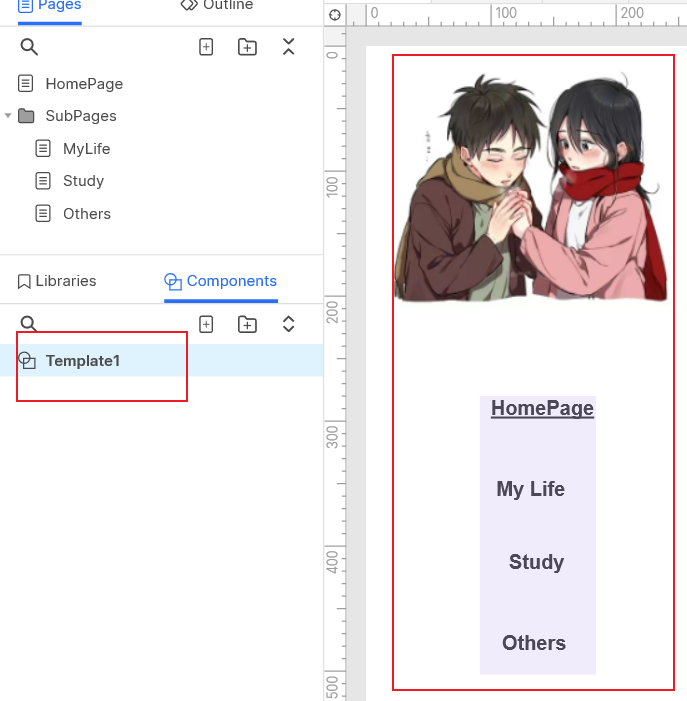 Pages
Outline
HomePage
SubPages
MyLife
Study
Others
Libraries
Components
Template1
0
100
200
0
100
200
300
400
500
HomePage
My Life
Study
Others